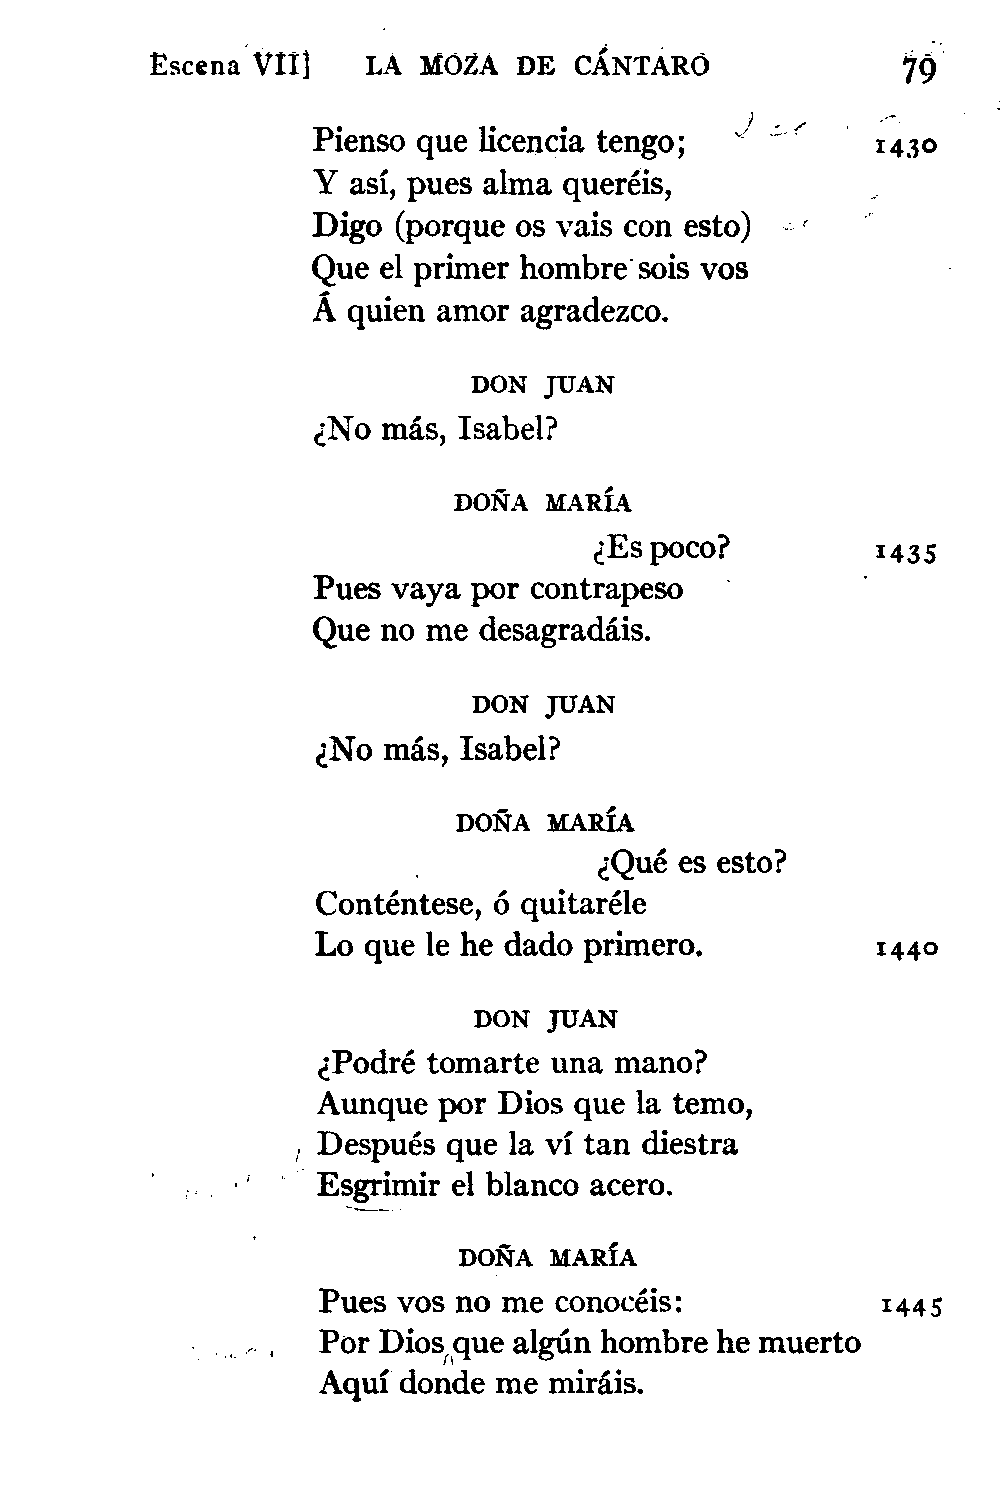 Escena VII] LA MOZA DE CÁNTARO 79
Pienso que licencia tengo; 1430
Y así, pues alma queréis,
Digo (porque os vais con esto)
Que el primer hombre sois vos
Á quien amor agradezco.
DON JUAN
¿No más, Isabel?
DOÑA MARÍA
¿Es poco? 1435
Pues vaya por contrapeso
Que no me desagradáis.
DON JUAN
¿No más, Isabel?
DOÑA MARÍA
¿Qué es esto?
Conténtese, ó quitaréle
Lo que le he dado primero. 1440
DON JUAN
¿Podré tomarte una mano?
Aunque por Dios que la temo,
Después que la ví tan diestra
Esgrimir el blanco acero.
DOÑA MARÍA
Pues vos no me conocéis: 1445
Por Dios que algún hombre he muerto
Aquí donde me miráis.